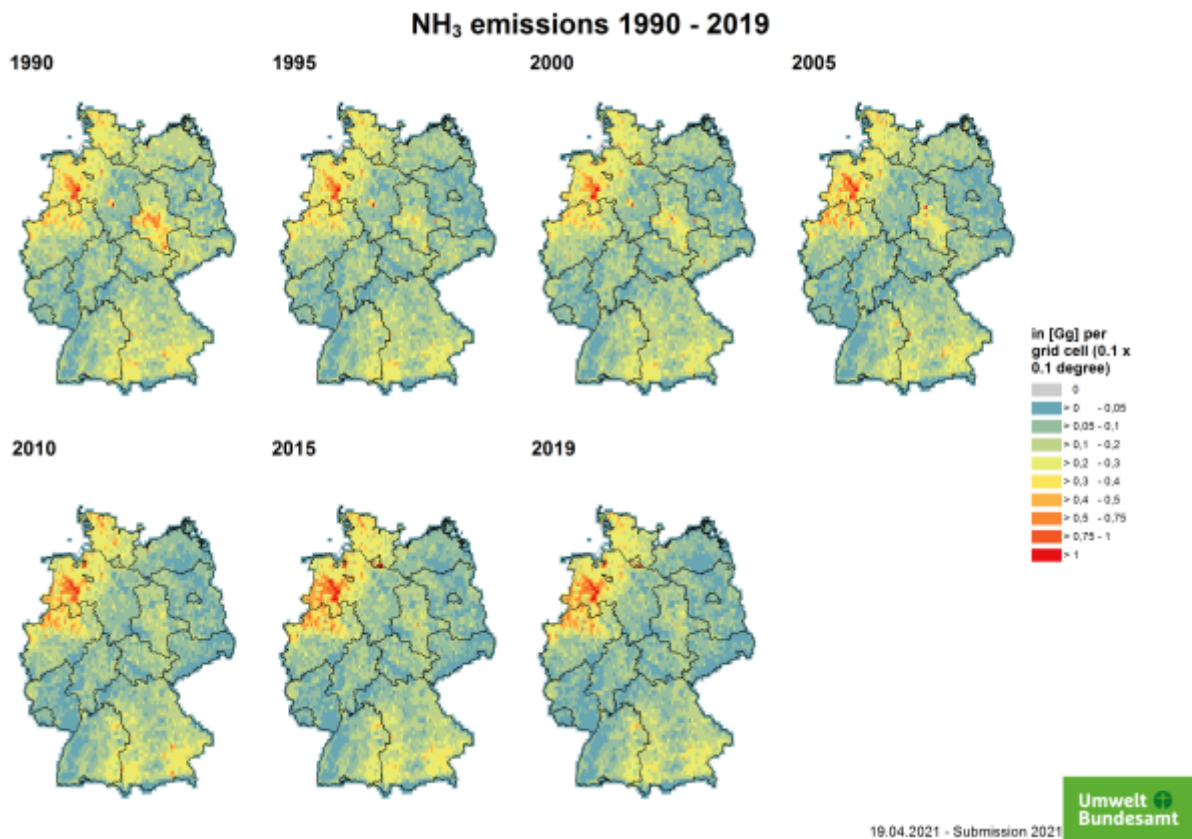 NH₃ emissions 1990 - 2019
1990
1995
2000
2005
2010
2015
2019
in [Gg] per
grid cell (0.1 x
0.1 degree)
0
> 0 - 0,05
> 0,05 - 0,1
> 0,1 - 0,2
> 0,2 - 0,3
> 0,3 - 0,4
> 0,4 - 0,5
> 0,5 - 0,75
> 0,75 - 1
> 1
Umwelt
Bundesamt
19.04.2021 - Submission 2021